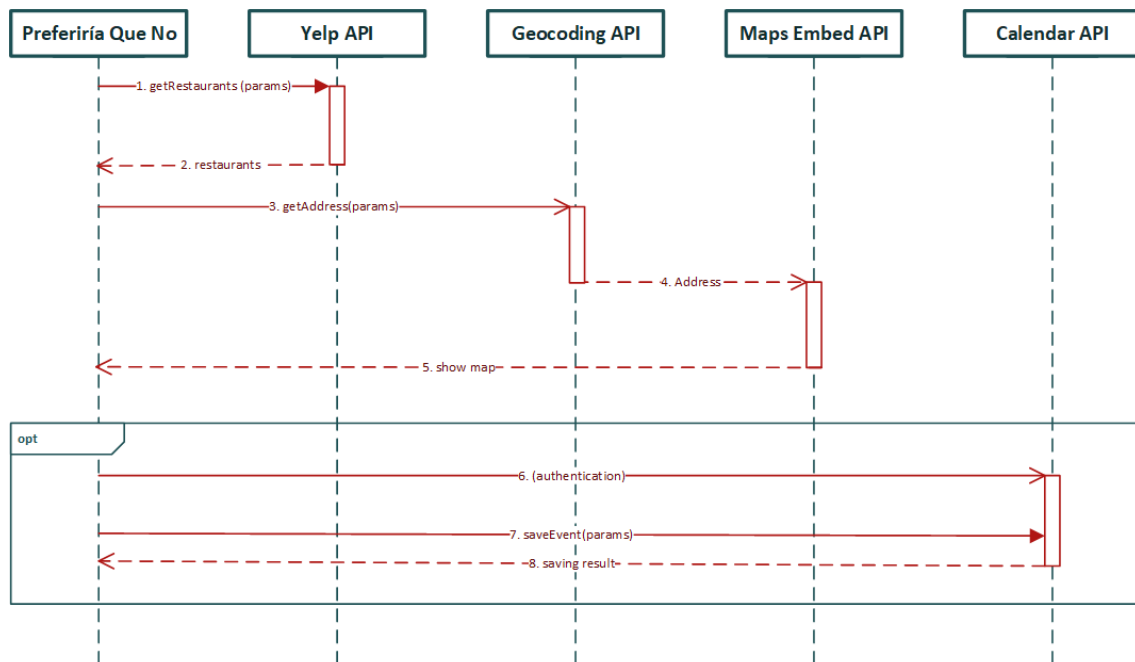 Preferiría Que No
Yelp API
Geocoding API
Maps Embed API
Calendar API
1. getRestaurants (params)
2. restaurants
3. getAddress(params)
4. Address
5. show map
opt
6. (authentication)
7. saveEvent(params)
8. saving result